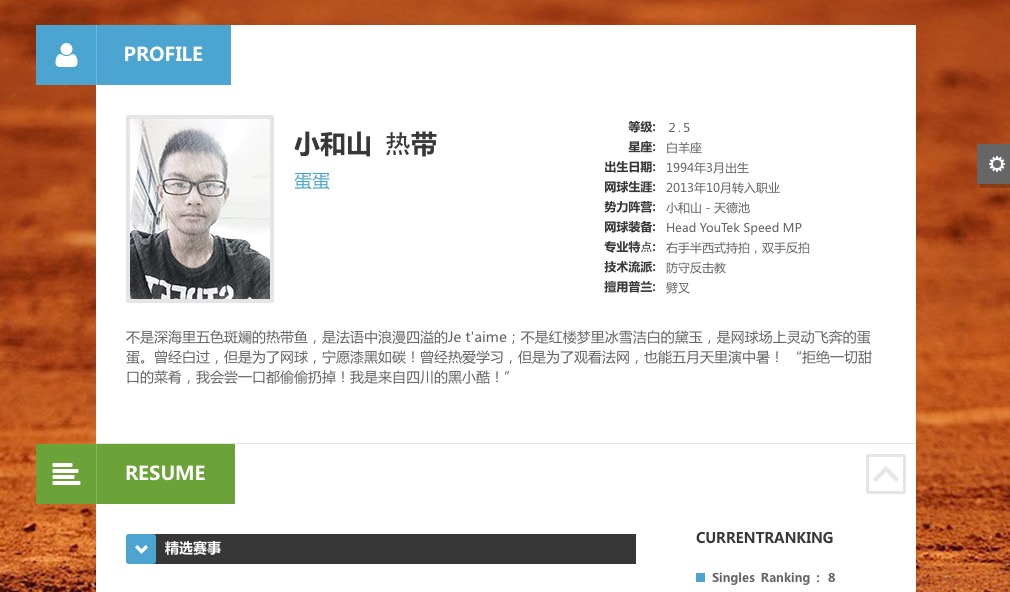 PROFILE
小和山 热带
蛋蛋
等级: 2.5
星座: 白羊座
出生日期: 1994年3月出生
网球生涯: 2013年10月转入职业
势力阵营: 小和山 - 天德池
网球装备: Head YouTek Speed MP
专业特点: 右手半西式持拍，双手反拍
技术流派: 防守反击教
擅用普兰: 劈叉
不是深海里五色斑斓的热带鱼，是法语中浪漫四溢的Je t'aime；不是红楼梦里冰雪洁白的黛玉，是网球场上灵动飞奔的蛋
蛋。曾经白过，但是为了网球，宁愿漆黑如碳！曾经热爱学习，但是为了观看法网，也能五月天里演中暑！ “拒绝一切甜
口的菜肴，我会尝一口都偷偷扔掉！我是来自四川的黑小酷！”
RESUME
精选赛事
CURRENTRANKING
Singles Ranking : 8